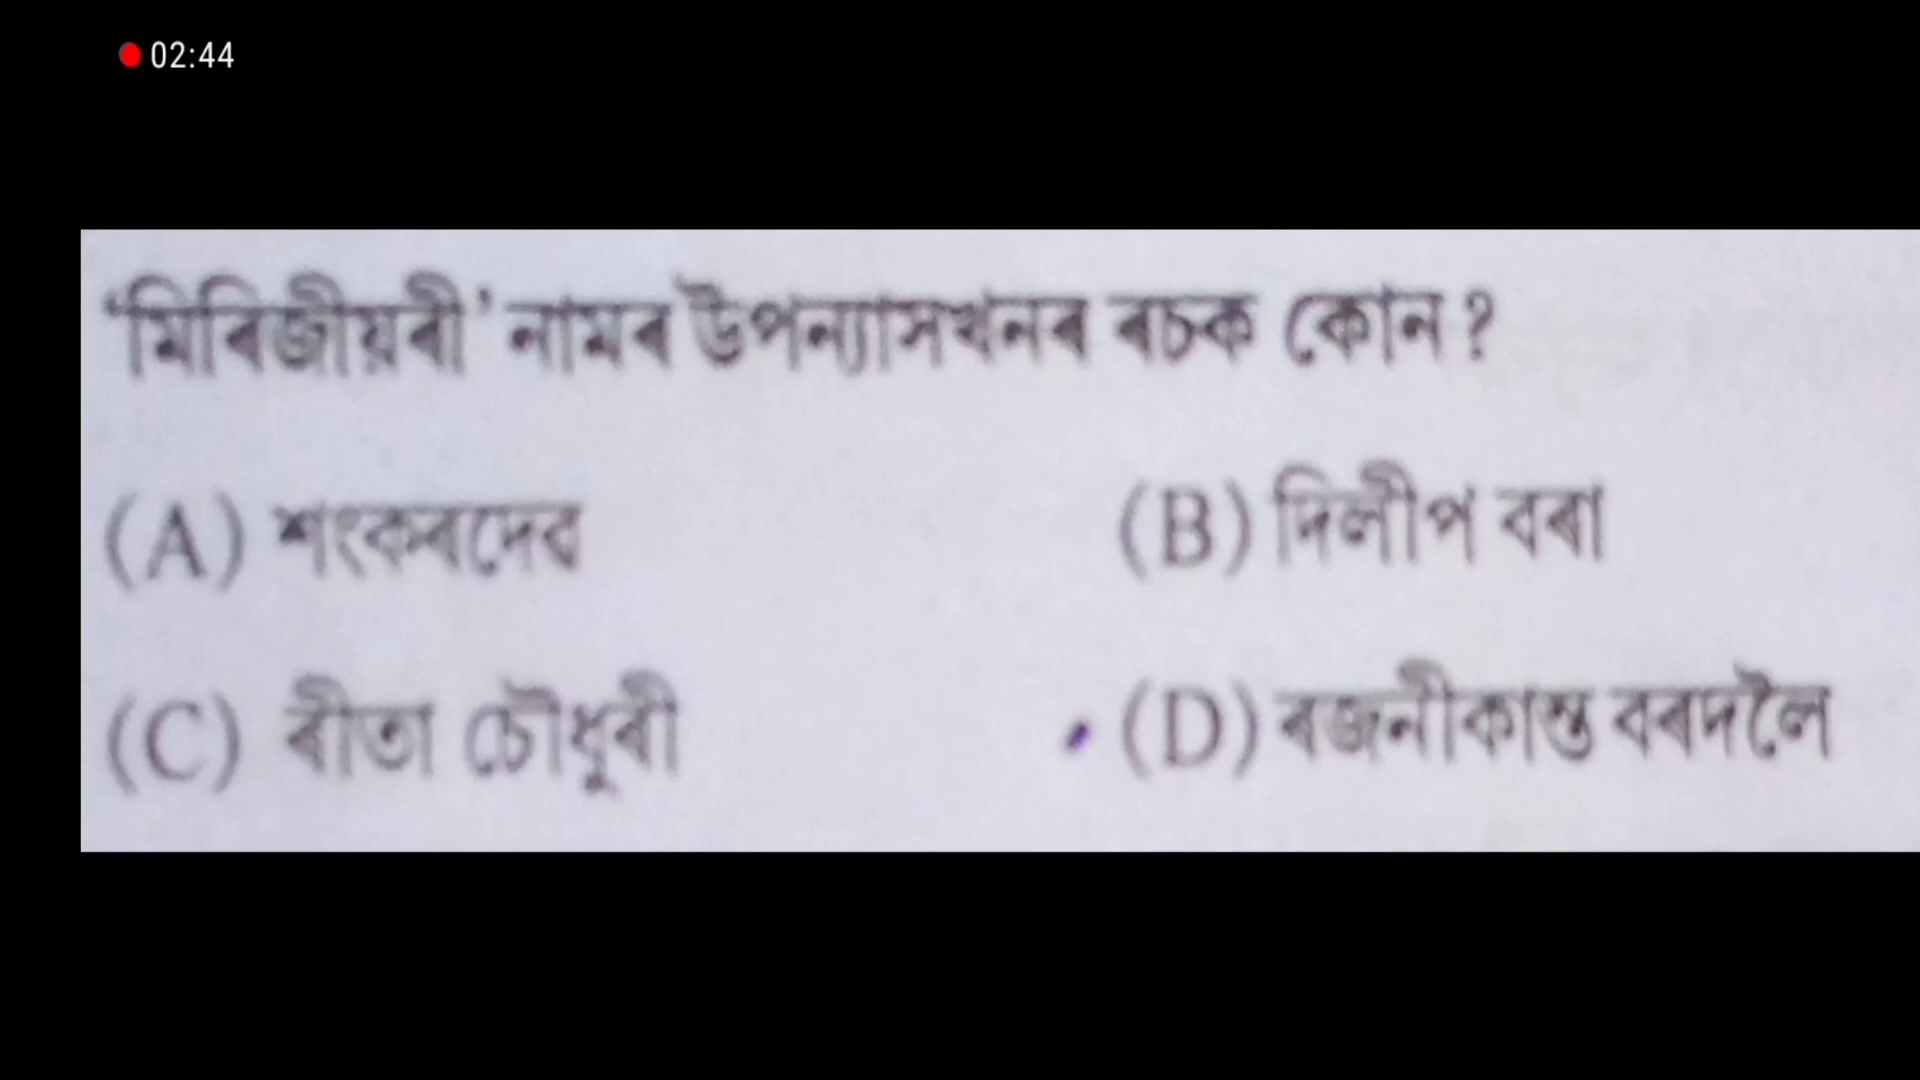 02:44
'মিৰিজীয়ৰী' নামৰ উপন্যাসখনৰ ৰচক কোন ?
(A) শংকৰদেৱ (B) দিলীপ বৰা
(C) ৰীতা চৌধুৰী (D) ৰজনীকান্ত বৰদলৈ